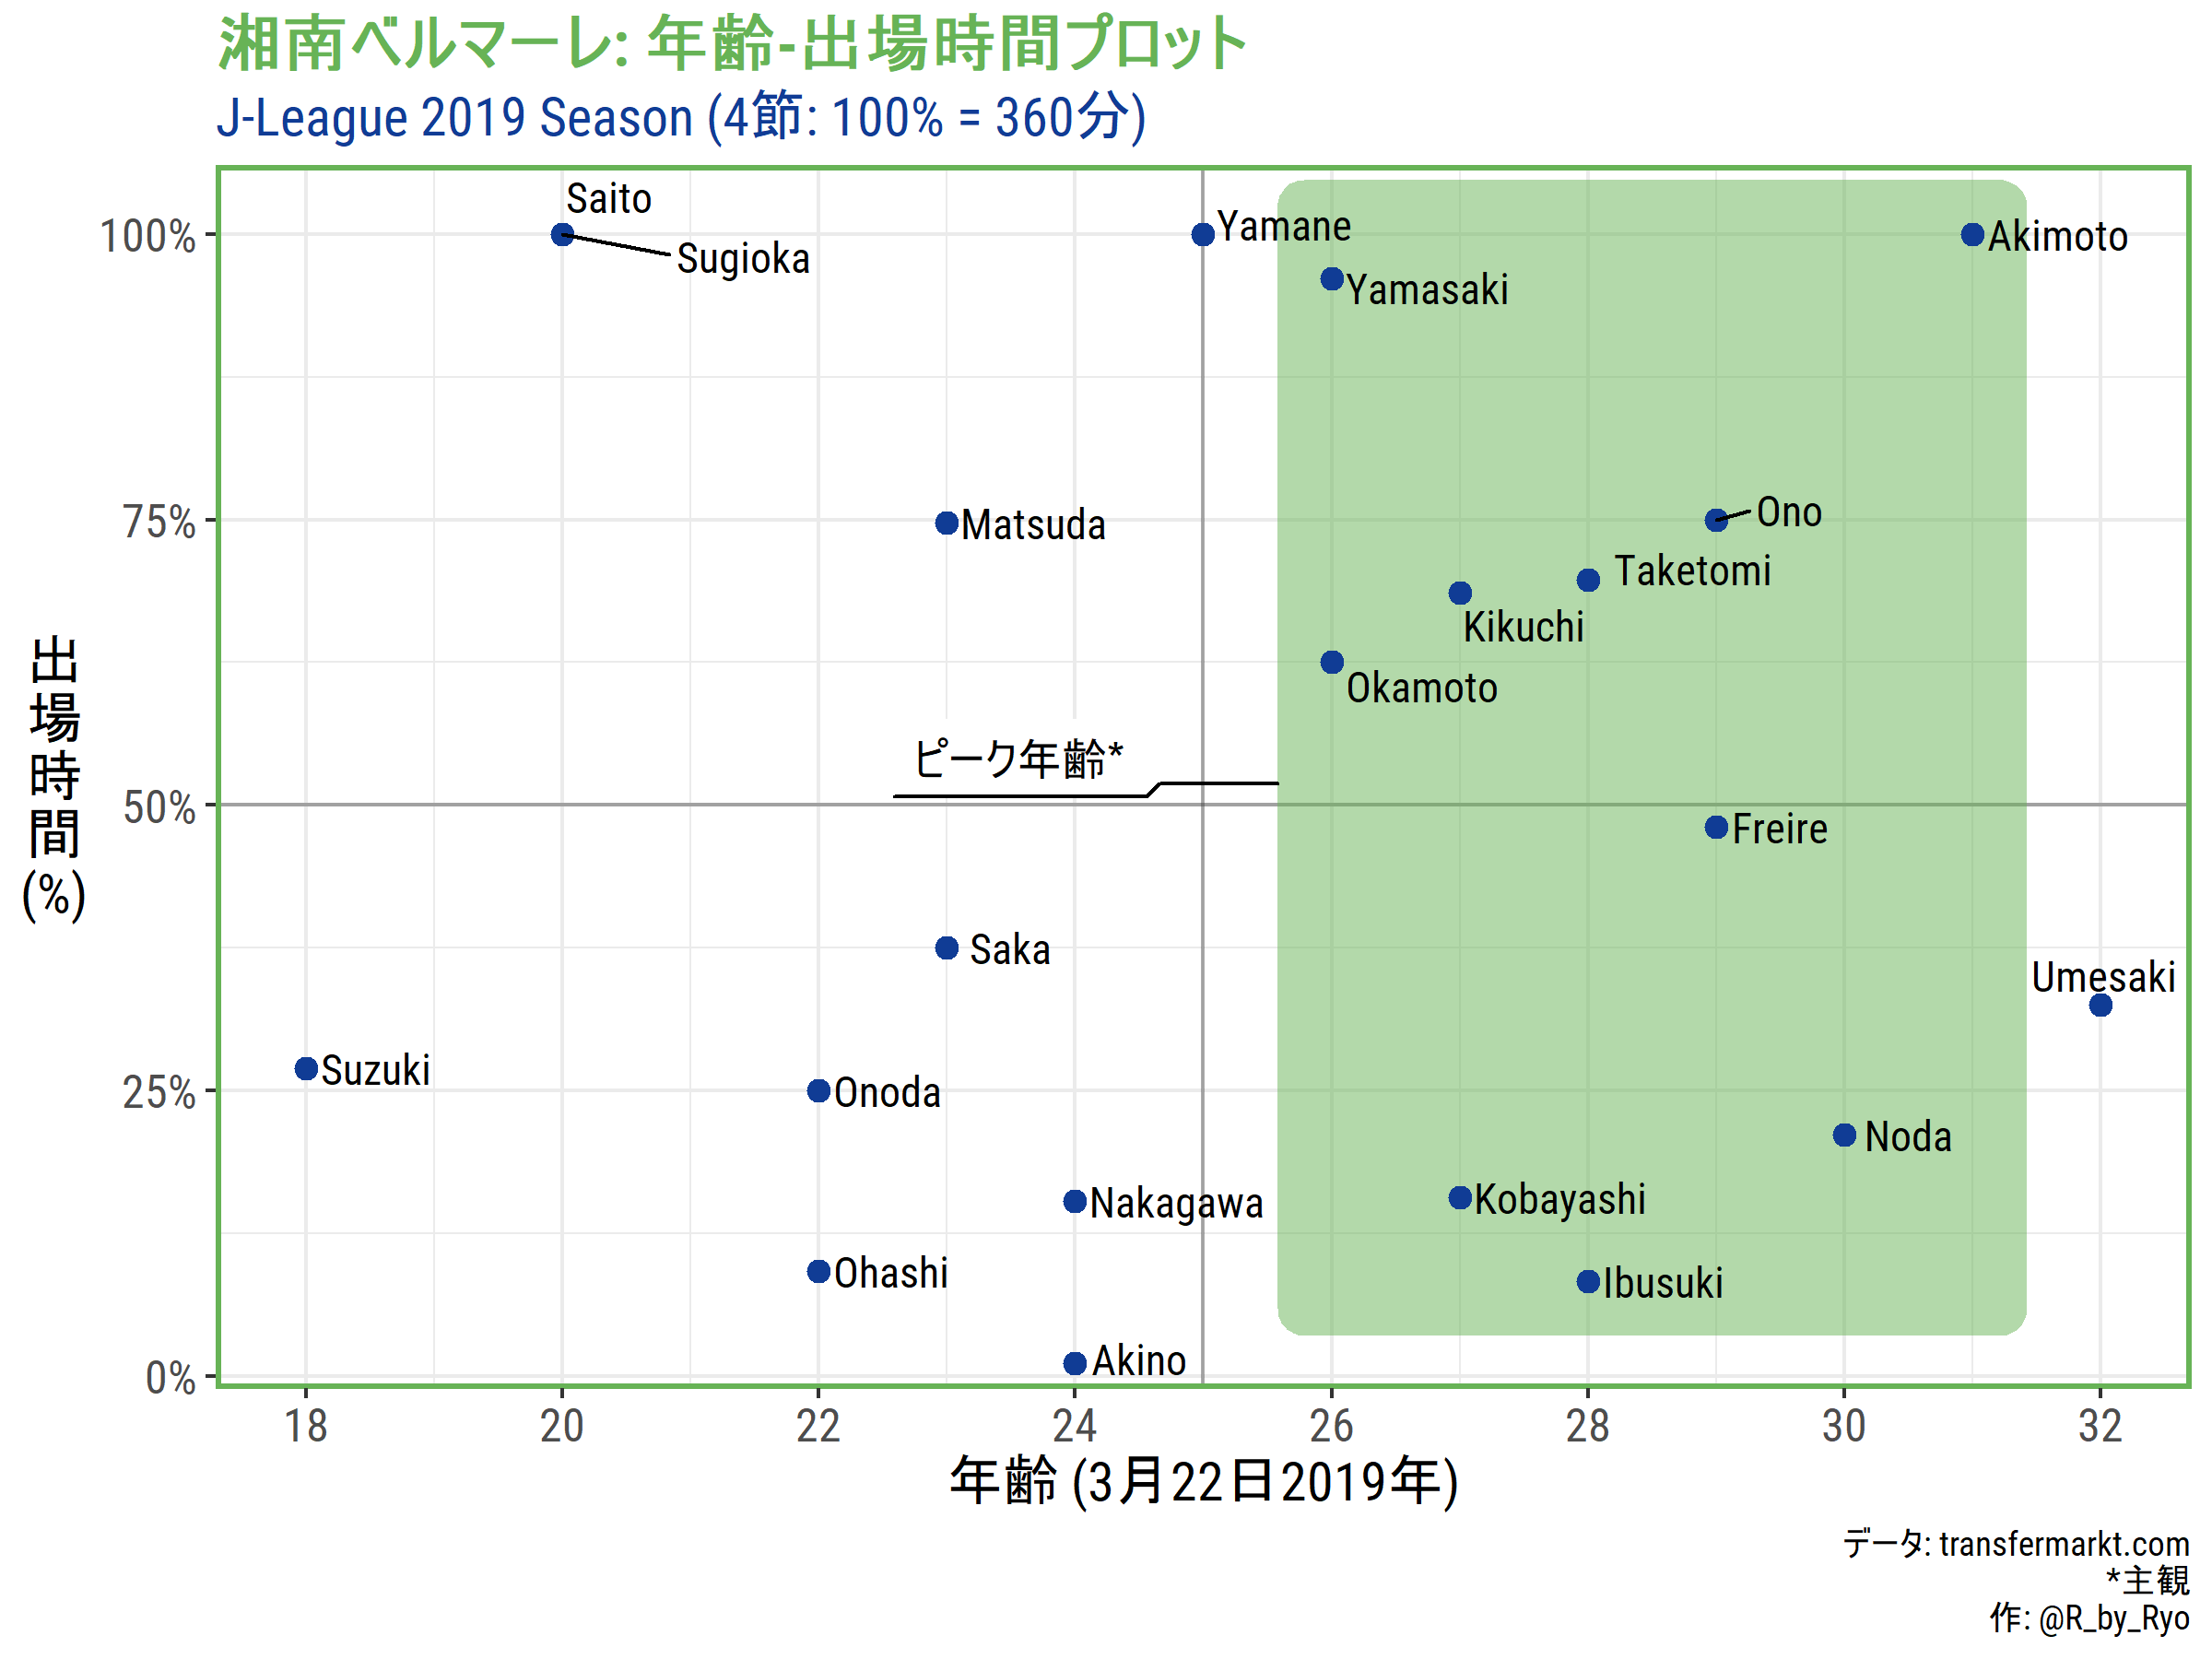 湘南ベルマーレ: 年齢-出場時間プロット
J-League 2019 Season (4節: 100% = 360分)
Saito
100%
Yamane
Akimoto
Sugioka
Yamasaki
75%
Matsuda
Ono
Taketomi
Kikuchi
Okamoto
ピーク年齢*
出場時間(%)
50%
Freire
Saka
Umesaki
25%
Suzuki
Onoda
Noda
Nakagawa
Kobayashi
Ohashi
Ibusuki
Akino
0%
18 20 22 24 26 28 30 32
年齢 (3月22日2019年)
データ: transfermarkt.com
*主観
作: @R_by_Ryo